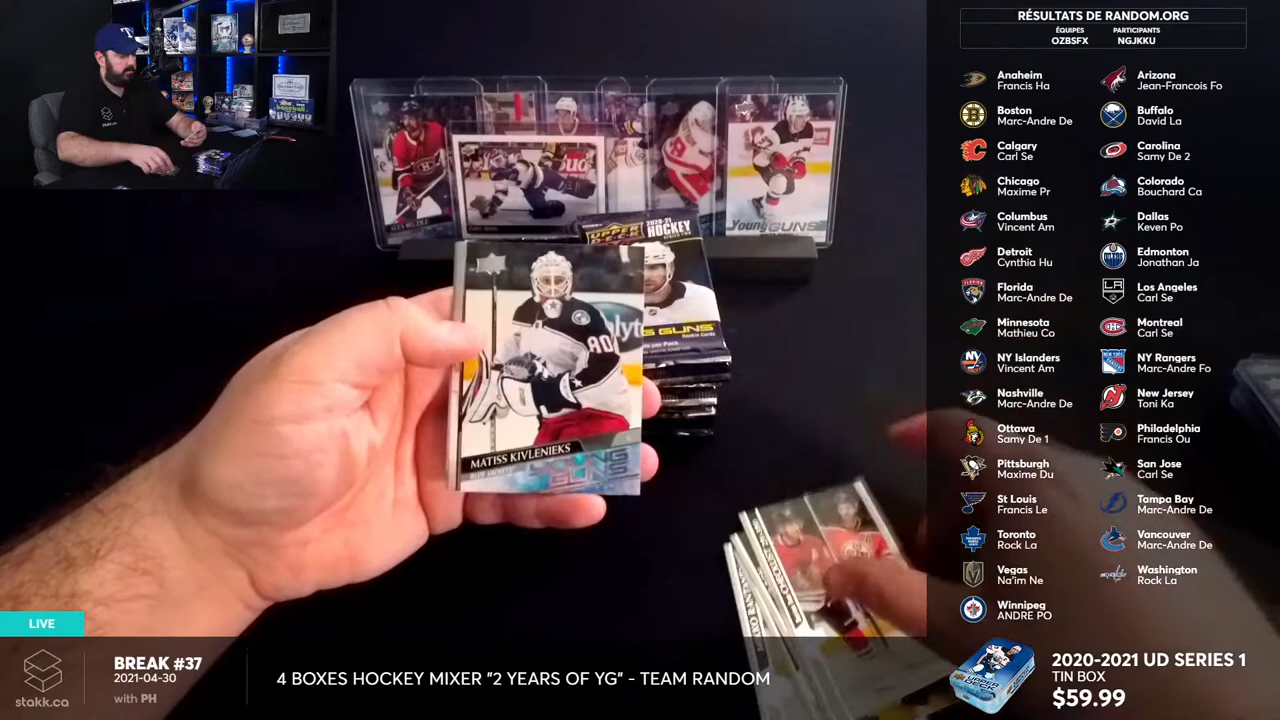 RÉSULTATS DE RANDOM.ORG
ÉQUIPES
OZBSFX
PARTICIPANTS
NGJKKU
Anaheim
Francis Ha
Arizona
Jean-Francois Fo
Boston
Marc-Andre De
Buffalo
David La
Calgary
Carl Se
Carolina
Samy De 2
Chicago
Maxime Pr
Colorado
Bouchard Ca
Columbus
Vincent Am
Dallas
Keven Po
Detroit
Cynthia Hu
Edmonton
Jonathan Ja
Florida
Marc-Andre De
Los Angeles
Carl Se
Minnesota
Mathieu Co
Montreal
Carl Se
NY Islanders
Vincent Am
NY Rangers
Marc-Andre Fo
Nashville
Marc-Andre De
New Jersey
Toni Ka
Ottawa
Samy De 1
Philadelphia
Francis Ou
Pittsburgh
Maxime Du
San Jose
Carl Se
St Louis
Francis Le
Tampa Bay
Marc-Andre De
Toronto
Rock La
Vancouver
Marc-Andre De
Vegas
Na'im Ne
Washington
Rock La
Winnipeg
ANDRE PO
Young GUNS
2020-21
UPPER DECK
HOCKEY
G GUNS
80
MATISS KIVLENIEKS
BLUE JACKETS
LIVE
stakk.ca
BREAK #37
2021-04-30
with PH
4 BOXES HOCKEY MIXER "2 YEARS OF YG" - TEAM RANDOM
2020-2021 UD SERIES 1
TIN BOX
$59.99